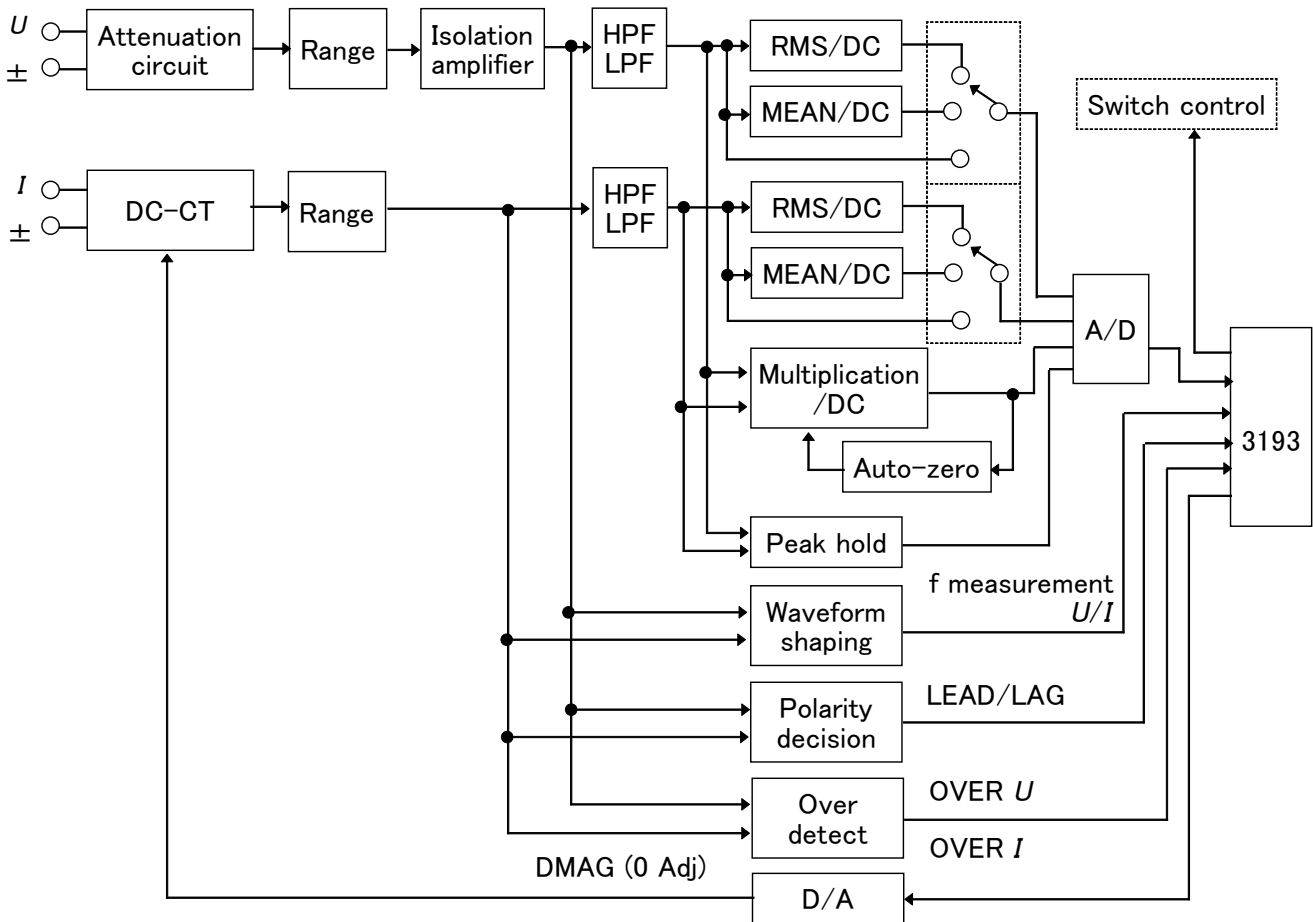 U
±
Attenuation
circuit
Range
Isolation
amplifier
HPF
LPF
RMS/DC
MEAN/DC
Switch control
I
±
DC-CT
Range
HPF
LPF
RMS/DC
MEAN/DC
A/D
Multiplication
/DC
3193
Auto-zero
Peak hold
f measurement
U/I
Waveform
shaping
LEAD/LAG
Polarity
decision
OVER U
Over
detect
OVER I
DMAG (0 Adj)
D/A